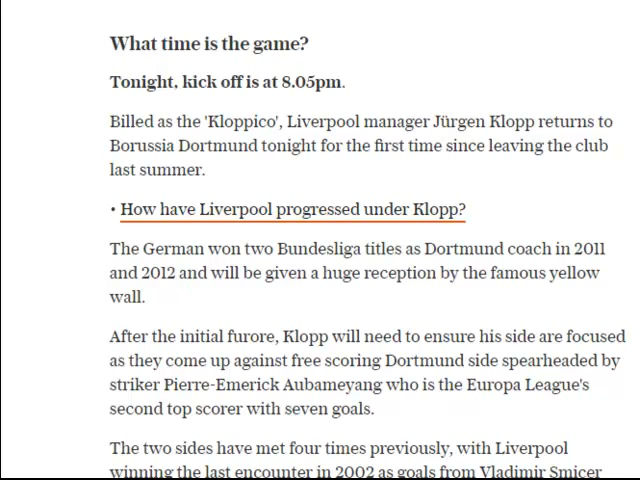 What time is the game?
Tonight, kick off is at 8.05pm.
Billed as the 'Kloppico', Liverpool manager Jürgen Klopp returns to
Borussia Dortmund tonight for the first time since leaving the club
last summer.
• How have Liverpool progressed under Klopp?
The German won two Bundesliga titles as Dortmund coach in 2011
and 2012 and will be given a huge reception by the famous yellow
wall.
After the initial furore, Klopp will need to ensure his side are focused
as they come up against free scoring Dortmund side spearheaded by
striker Pierre-Emerick Aubameyang who is the Europa League's
second top scorer with seven goals.
The two sides have met four times previously, with Liverpool
winning the last encounter in 2002 as goals from Vladimir Smicer